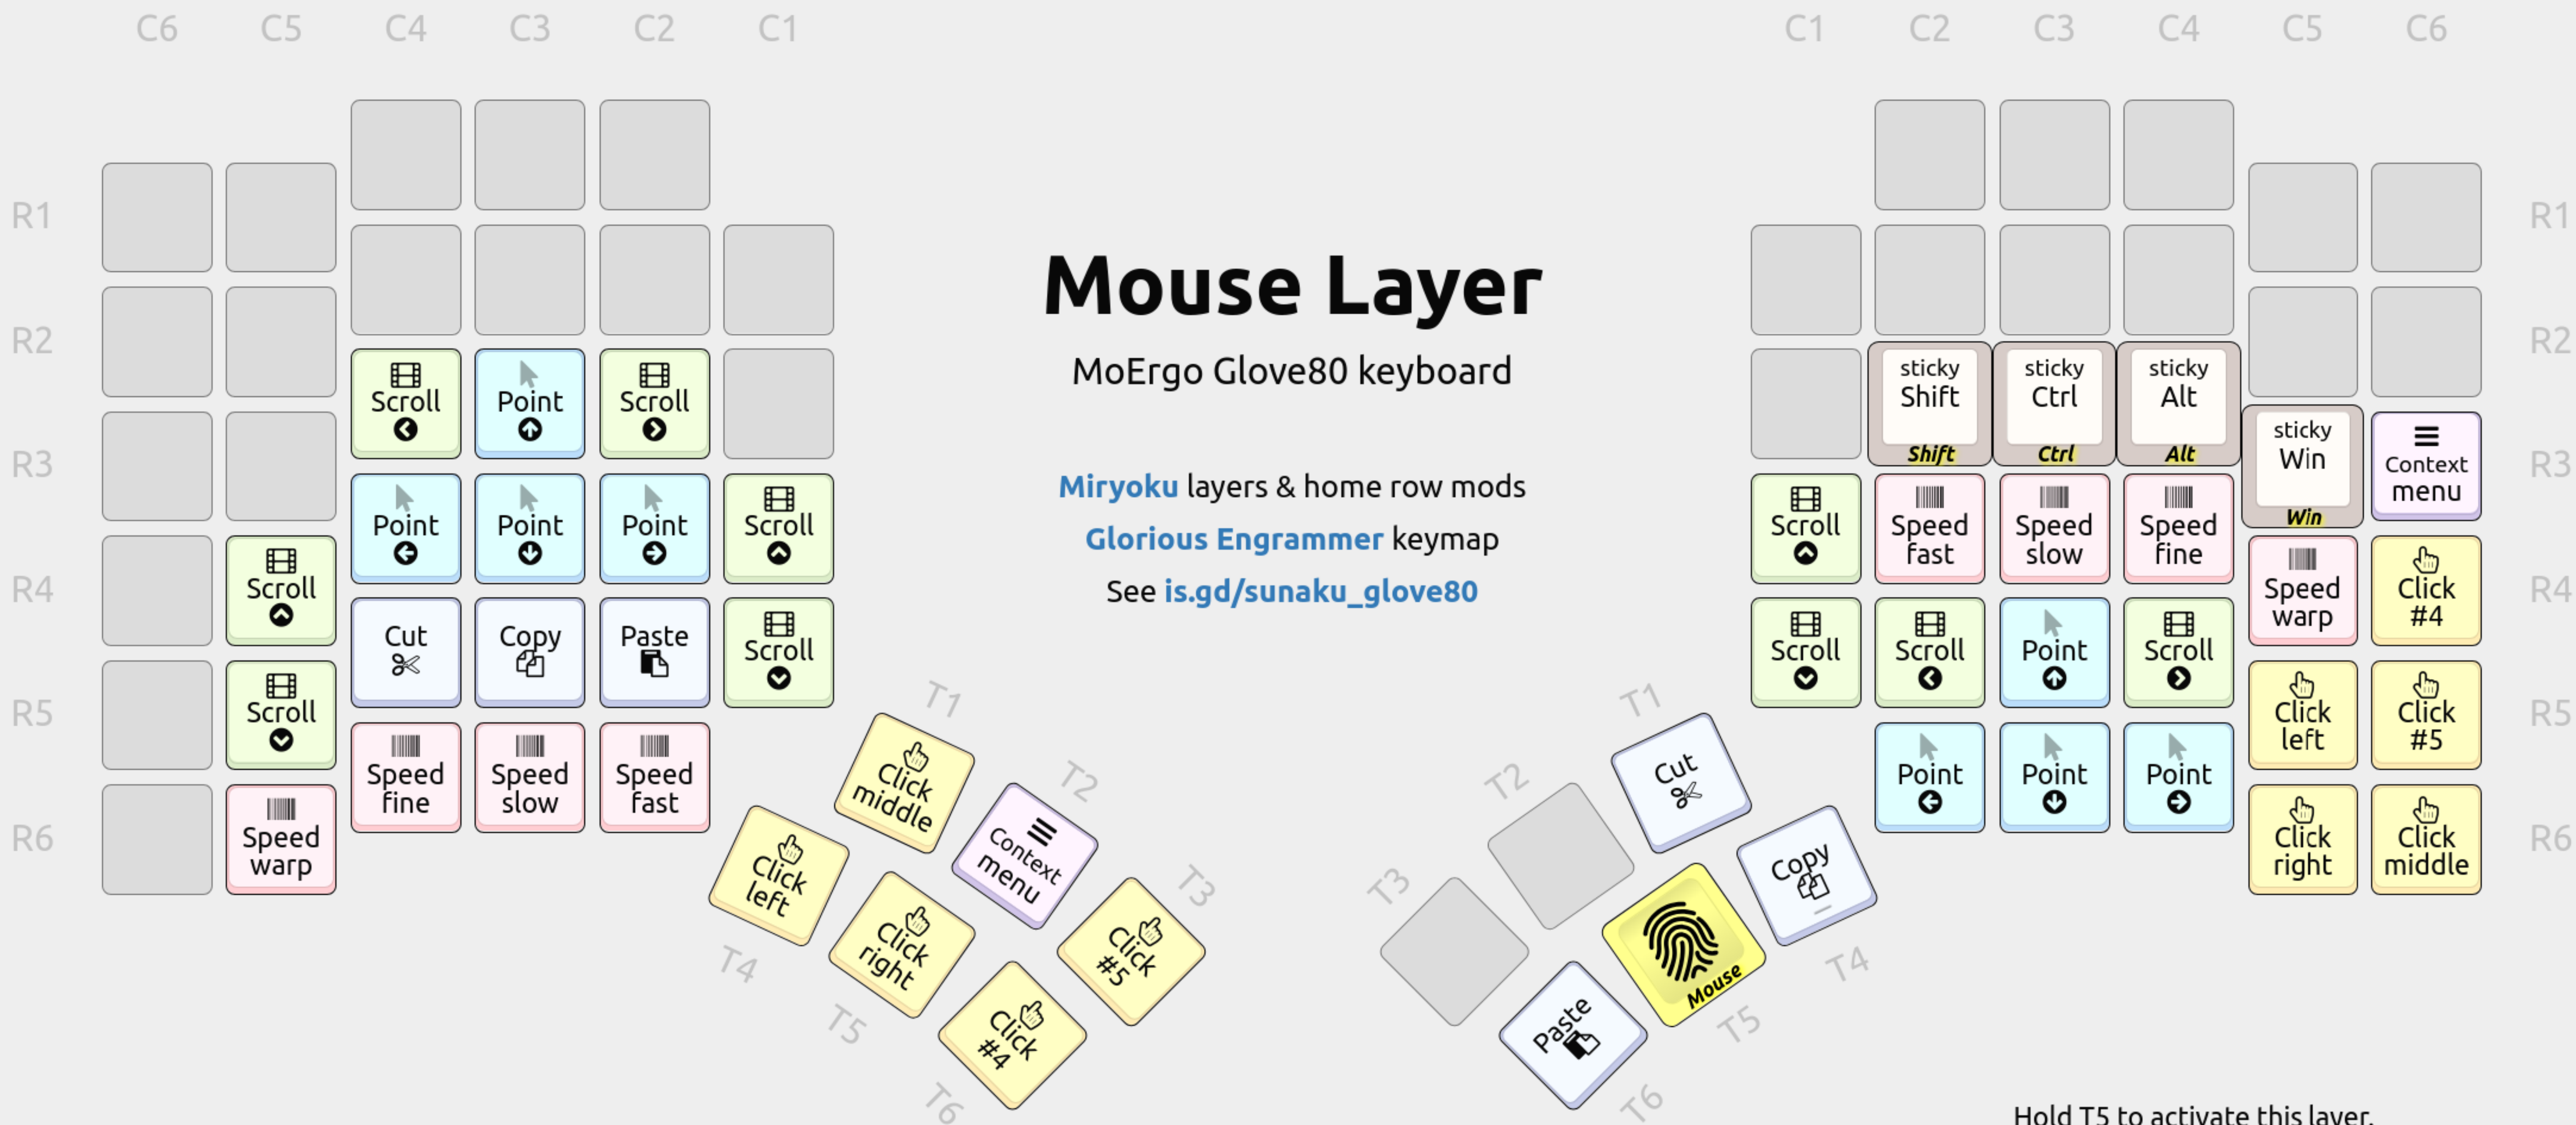 C6 C5 C4 C3 C2 C1 C1 C2 C3 C4 C5 C6
R1 R1
Mouse Layer
R2 R2
MoErgo Glove80 keyboard
Scroll Point Scroll
sticky Shift Shift
sticky Ctrl Ctrl
sticky Alt Alt
sticky Win Win
Context menu
R3 R3
Miryoku layers & home row mods
Glorious Engrammer keymap
See is.gd/sunaku_glove80
Point Point Point Scroll
Scroll Speed fast Speed slow Speed fine
R4 Scroll
Speed warp Click #4 R4
Cut Copy Paste Scroll
Scroll Scroll Point Scroll
R5 Scroll
Click left Click #5 R5
Speed fine Speed slow Speed fast
Point Point Point
R6 Speed warp
Click right Click middle R6
T1 T2 T3
Click middle
Context menu
Click #5
Click left
Click right
Click #4
T4 T5 T6
T1 T2 T3
Cut
Copy
Mouse
Paste
T4 T5 T6
Hold T5 to activate this layer.